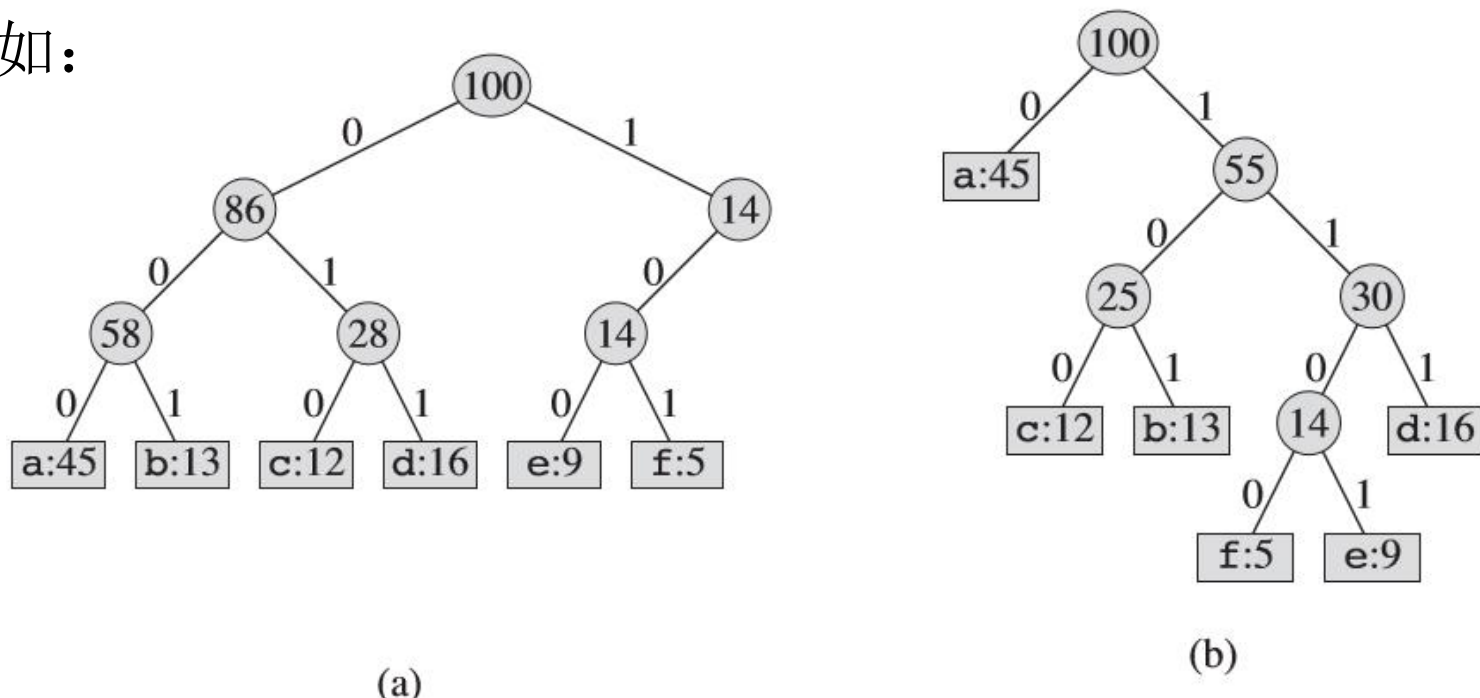 如：
100
0 1
86 14
0 1 0
58 28 14
0 1 0 1 0 1
a:45 b:13 c:12 d:16 e:9 f:5
(a)
100
0 1
a:45 55
0 1
25 30
0 1 0 1
c:12 b:13 14 d:16
0 1
f:5 e:9
(b)